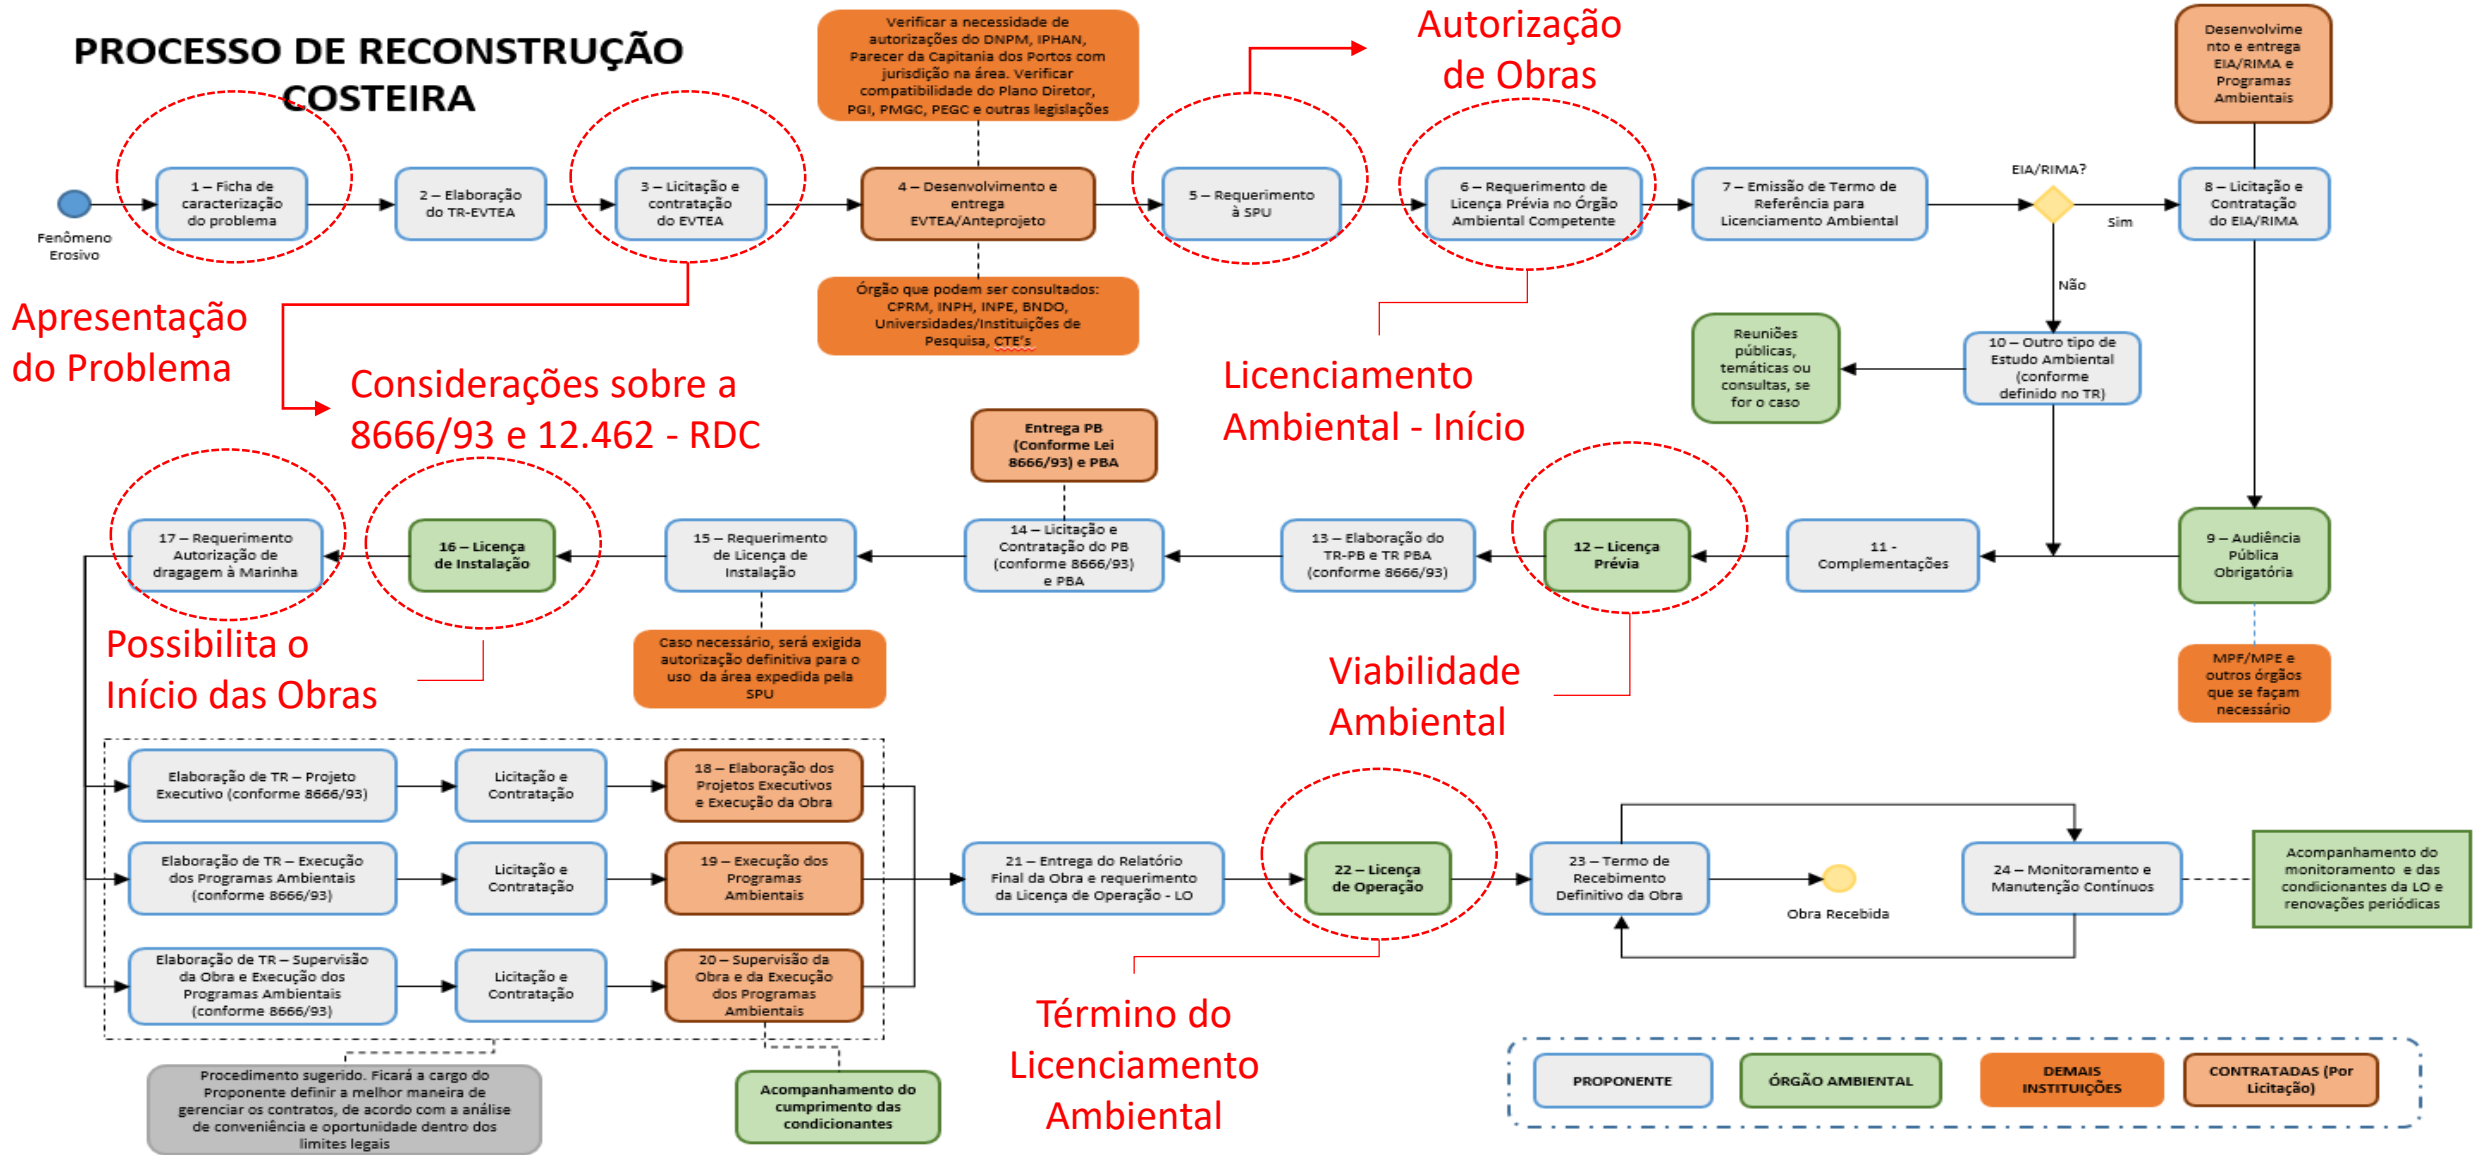 PROCESSO DE RECONSTRUÇÃO
COSTEIRA
Verificar a necessidade de
autorizações do DNPM, IPHAN,
Parecer da Capitania dos Portos com
jurisdição na área. Verificar
compatibilidade do Plano Diretor,
PGI, PMGC, PEGC e outras legislações
Autorização
de Obras
Desenvolvime
nto e entrega
EIA/RIMA e
Programas
Ambientais
Fenômeno
Erosivo
1 – Ficha de
caracterização
do problema
2 – Elaboração
do TR-EVTEA
3 – Licitação e
contratação
do EVTEA
4 – Desenvolvimento e
entrega
EVTEA/Anteprojeto
5 – Requerimento
à SPU
6 – Requerimento de
Licença Prévia no Órgão
Ambiental Competente
7 – Emissão de Termo de
Referência para
Licenciamento Ambiental
EIA/RIMA?
Sim
Não
8 – Licitação e
Contratação
do EIA/RIMA
Apresentação
do Problema
Órgão que podem ser consultados:
CPRM, INPH, INPE, BNDO,
Universidades/Instituições de
Pesquisa, CTE's
Considerações sobre a
8666/93 e 12.462 - RDC
Licenciamento
Ambiental - Início
Reuniões
públicas,
temáticas ou
consultas, se
for o caso
10 – Outro tipo de
Estudo Ambiental
(conforme
definido no TR)
Entrega PB
(Conforme Lei
8666/93) e PBA
17 – Requerimento
Autorização de
dragagem à Marinha
16 – Licença
de Instalação
15 – Requerimento
de Licença de
Instalação
14 – Licitação e
Contratação do PB
(conforme 8666/93)
e PBA
13 – Elaboração do
TR-PB e TR PBA
(conforme 8666/93)
12 – Licença
Prévia
11 -
Complementações
9 – Audiência
Pública
Obrigatória
Possibilita o
Início das Obras
Caso necessário, será exigida
autorização definitiva para o
uso da área expedida pela
SPU
Viabilidade
Ambiental
MPF/MPE e
outros órgãos
que se façam
necessário
Elaboração de TR – Projeto
Executivo (conforme 8666/93)
Licitação e
Contratação
18 – Elaboração dos
Projetos Executivos
e Execução da Obra
Elaboração de TR – Execução
dos Programas Ambientais
(conforme 8666/93)
Licitação e
Contratação
19 – Execução dos
Programas
Ambientais
Elaboração de TR – Supervisão
da Obra e Execução dos
Programas Ambientais
(conforme 8666/93)
Licitação e
Contratação
20 – Supervisão da
Obra e da Execução
dos Programas
Ambientais
21 – Entrega do Relatório
Final da Obra e requerimento
da Licença de Operação - LO
22 – Licença
de Operação
23 – Termo de
Recebimento
Definitivo da Obra
Obra Recebida
24 – Monitoramento e
Manutenção Contínuos
Acompanhamento do
monitoramento e das
condicionantes da LO e
renovações periódicas
Término do
Licenciamento
Ambiental
Procedimento sugerido. Ficará a cargo do
Proponente definir a melhor maneira de
gerenciar os contratos, de acordo com a análise
de conveniência e oportunidade dentro dos
limites legais
Acompanhamento do
cumprimento das
condicionantes
PROPONENTE
ÓRGÃO AMBIENTAL
DEMAIS
INSTITUIÇÕES
CONTRATADAS (Por
Licitação)